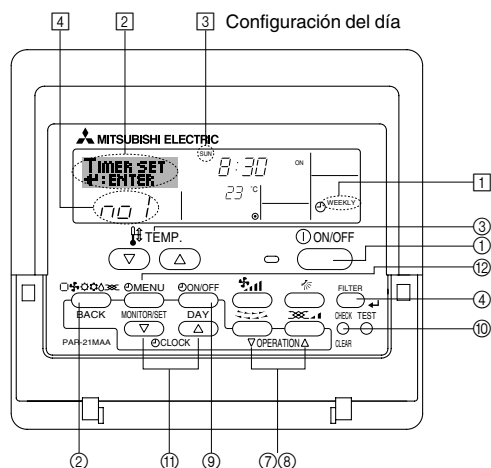 4 2 3 Configuración del día
MITSUBISHI ELECTRIC
TIMER SET
:ENTER
SUN
8:30
ON
23 °C
WEEKLY
no 1
1
TEMP.
ON/OFF
③
①
⑫
MENU
ON/OFF
FILTER
④
BACK
MONITOR/SET
DAY
CHECK TEST
⑩
PAR-21MAA
CLOCK
▽OPERATION△
CLEAR
② ⑪ ⑨ ⑦⑧